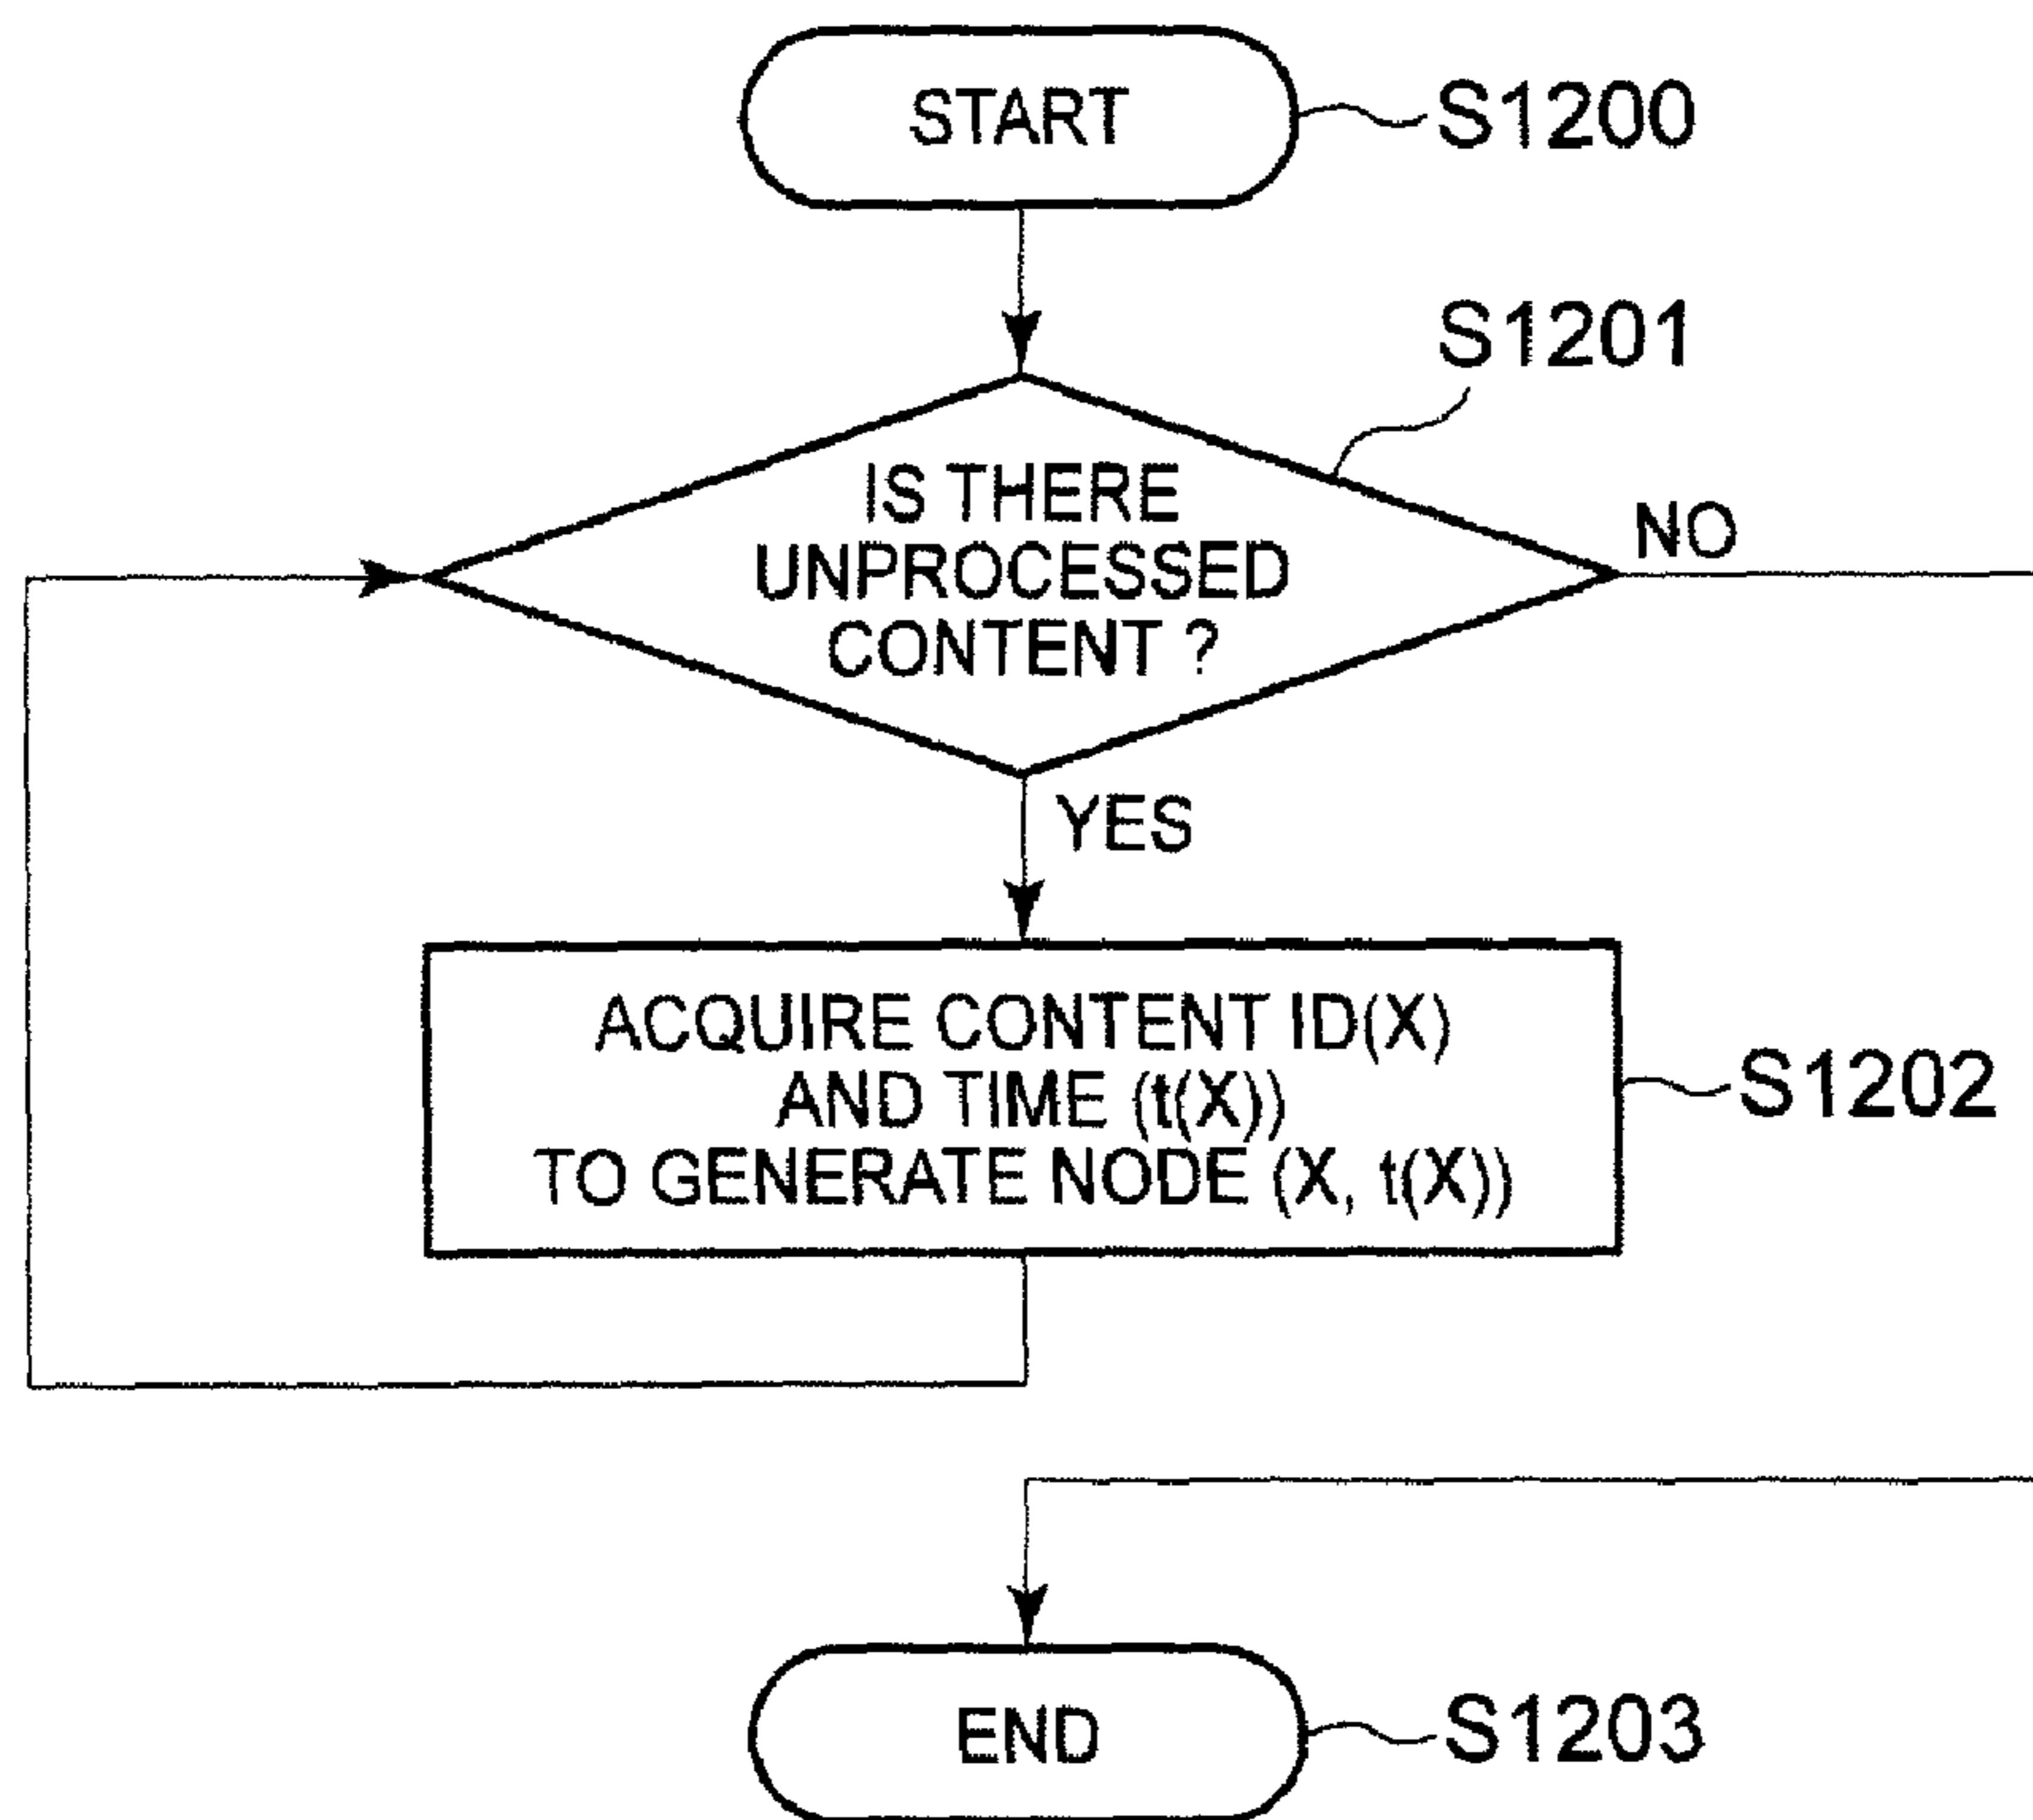 START
S1200
S1201
IS THERE
UNPROCESSED
CONTENT ?
NO
YES
ACQUIRE CONTENT ID(X)
AND TIME (t(X))
TO GENERATE NODE (X, t(X))
S1202
END
S1203